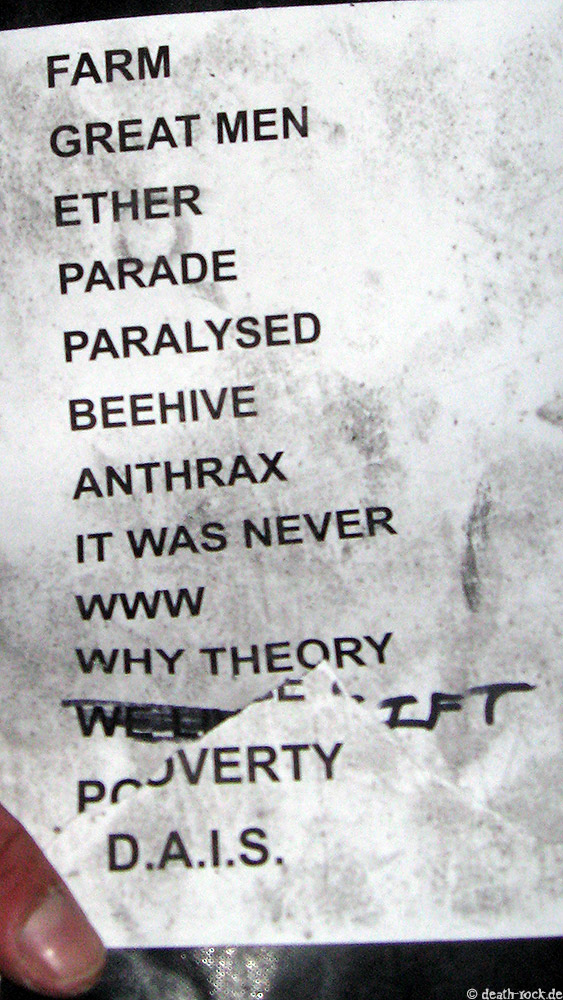 FARM
GREAT MEN
ETHER
PARADE
PARALYSED
BEEHIVE
ANTHRAX
IT WAS NEVER
WWW
WHY THEORY
POVERTY
D.A.I.S.
© death-rock.de